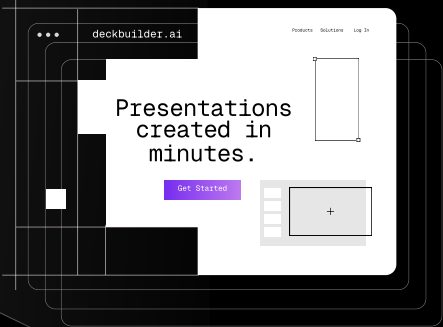 deckbuilder.ai
Products Solutions Log In
Presentations
created in
minutes.
Get Started